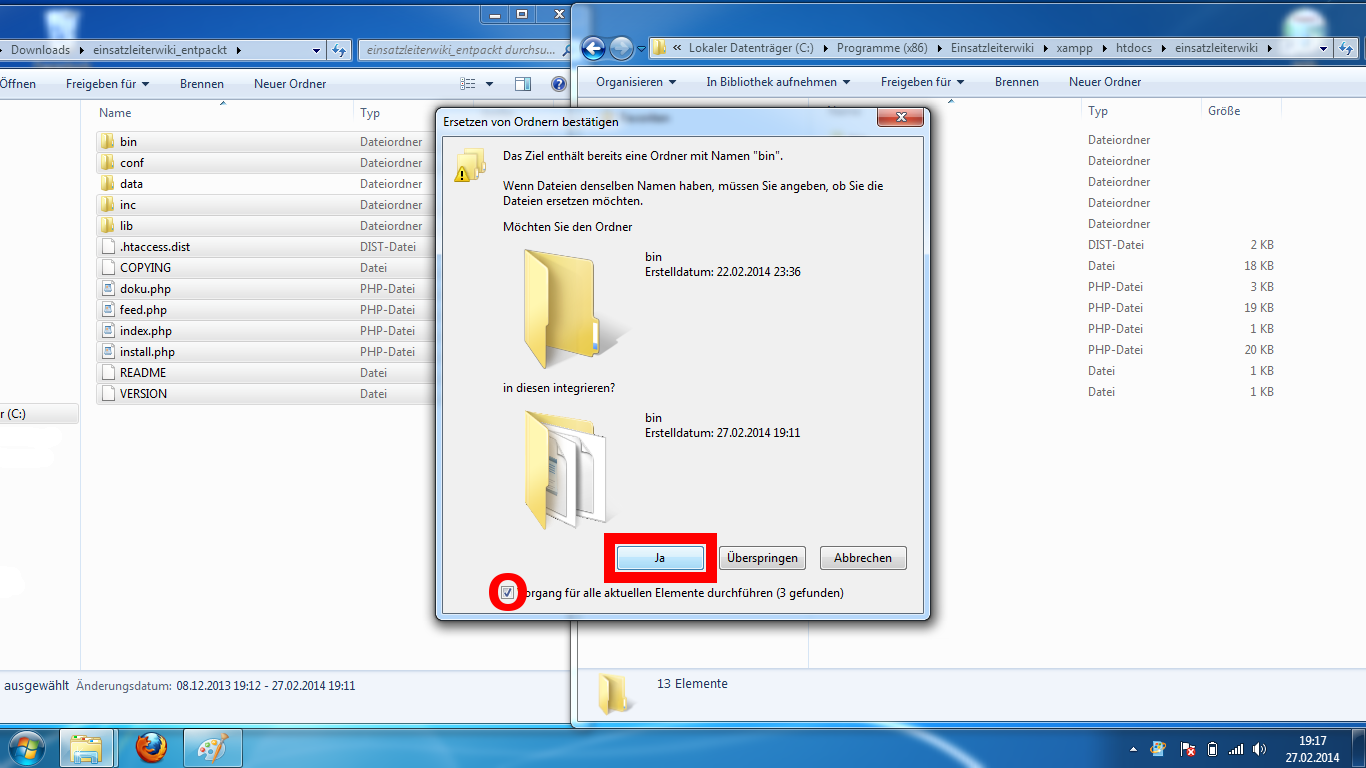 Downloads einsatzleiterwiki_entpackt
einsatzleiterwiki_entpackt durchsu...
Öffnen Freigeben für Brennen Neuer Ordner
Name Typ
bin Dateiordner
conf Dateiordner
data Dateiordner
inc Dateiordner
lib Dateiordner
.htaccess.dist DIST-Datei
COPYING Datei
doku.php PHP-Datei
feed.php PHP-Datei
index.php PHP-Datei
install.php PHP-Datei
README Datei
VERSION Datei
r (C:)
ausgewählt Änderungsdatum: 08.12.2013 19:12 - 27.02.2014 19:11
« Lokaler Datenträger (C:) Programme (x86) Einsatzleiterwiki xampp htdocs einsatzleiterwiki
Organisieren In Bibliothek aufnehmen Freigeben für Brennen Neuer Ordner
Typ Größe
Dateiordner
Dateiordner
Dateiordner
Dateiordner
Dateiordner
DIST-Datei 2 KB
Datei 18 KB
PHP-Datei 3 KB
PHP-Datei 19 KB
PHP-Datei 1 KB
PHP-Datei 20 KB
Datei 1 KB
Datei 1 KB
13 Elemente
Ersetzen von Ordnern bestätigen
Das Ziel enthält bereits eine Ordner mit Namen "bin".
Wenn Dateien denselben Namen haben, müssen Sie angeben, ob Sie die
Dateien ersetzen möchten.
Möchten Sie den Ordner
bin
Erstelldatum: 22.02.2014 23:36
in diesen integrieren?
bin
Erstelldatum: 27.02.2014 19:11
Ja Überspringen Abbrechen
organg für alle aktuellen Elemente durchführen (3 gefunden)
19:17
27.02.2014